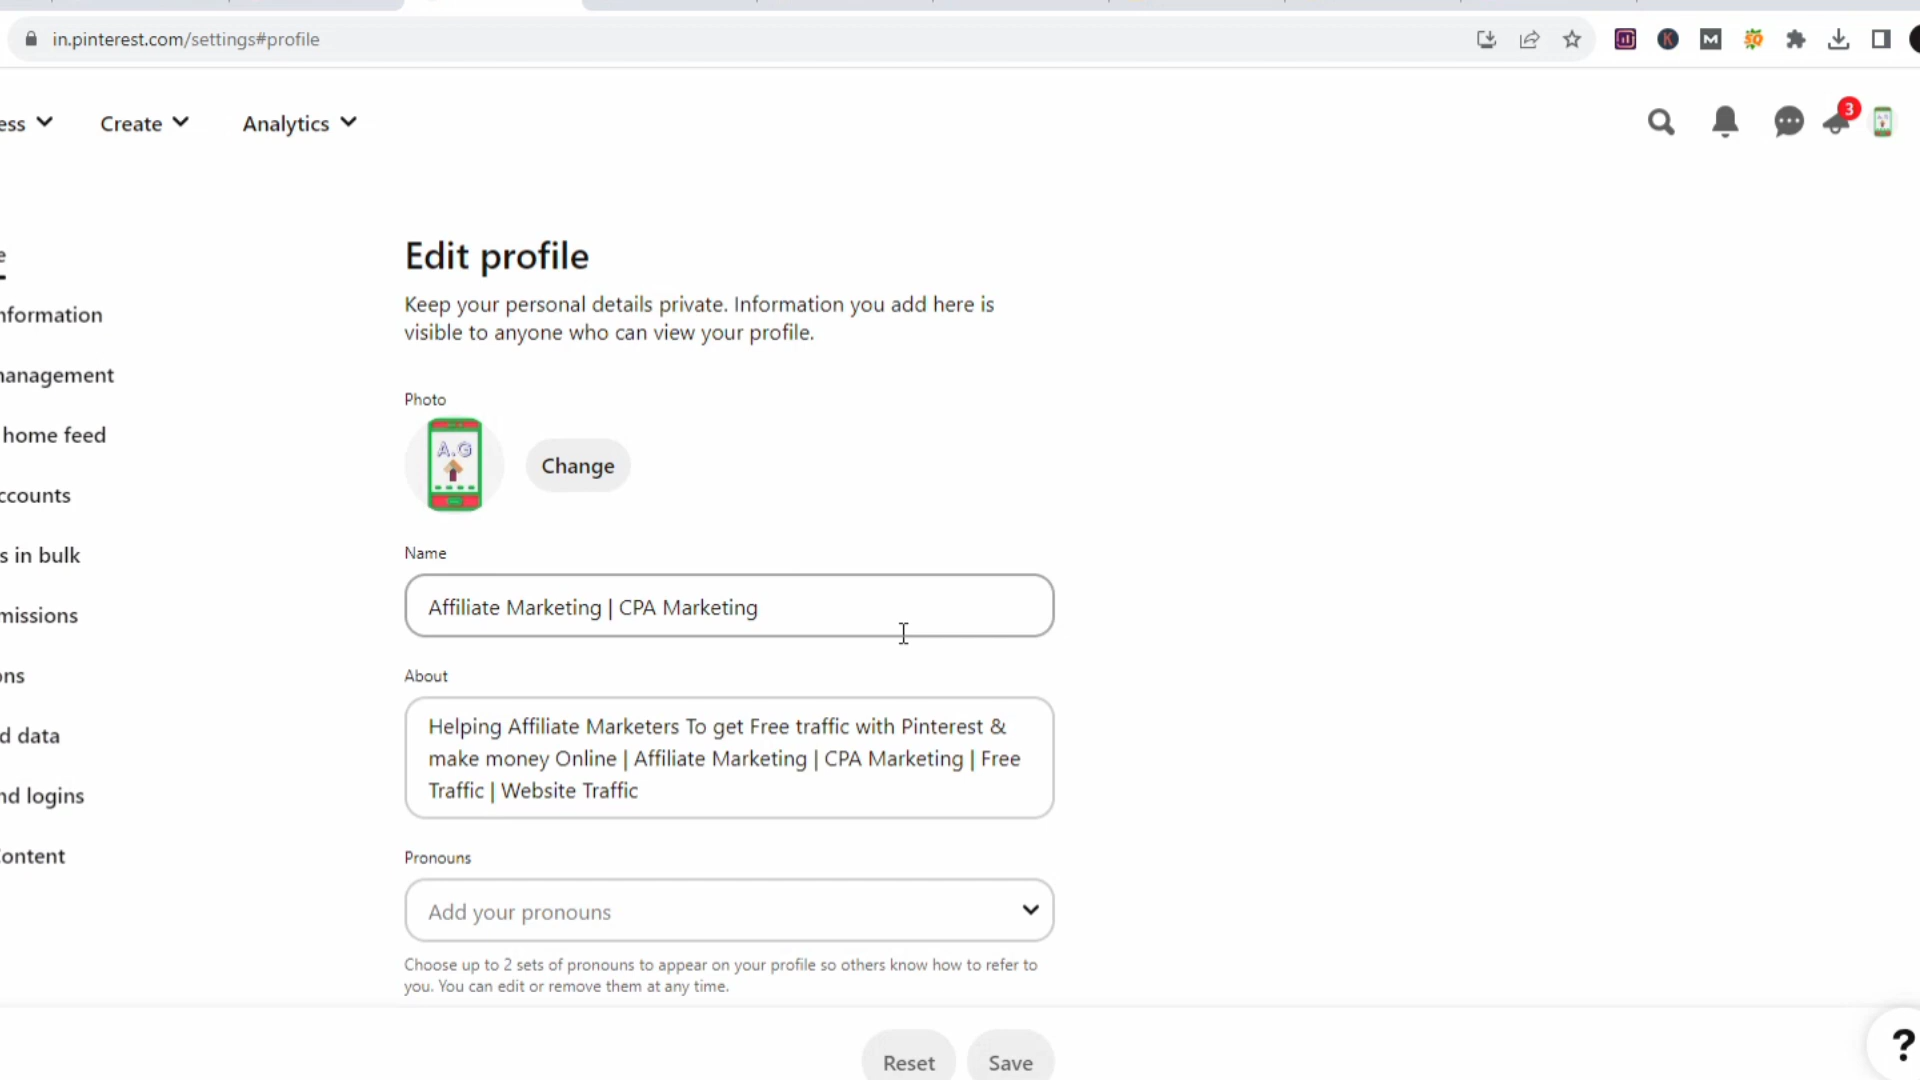 in.pinterest.com/settings#profile
ess
Create
Analytics
3
Edit profile
Keep your personal details private. Information you add here is
visible to anyone who can view your profile.
e
nformation
nanagement
home feed
ccounts
s in bulk
missions
ons
d data
nd logins
Content
Photo
A.G
Change
Name
Affiliate Marketing | CPA Marketing
About
Helping Affiliate Marketers To get Free traffic with Pinterest &
make money Online | Affiliate Marketing | CPA Marketing | Free
Traffic | Website Traffic
Pronouns
Add your pronouns
Choose up to 2 sets of pronouns to appear on your profile so others know how to refer to
you. You can edit or remove them at any time.
Reset
Save
?